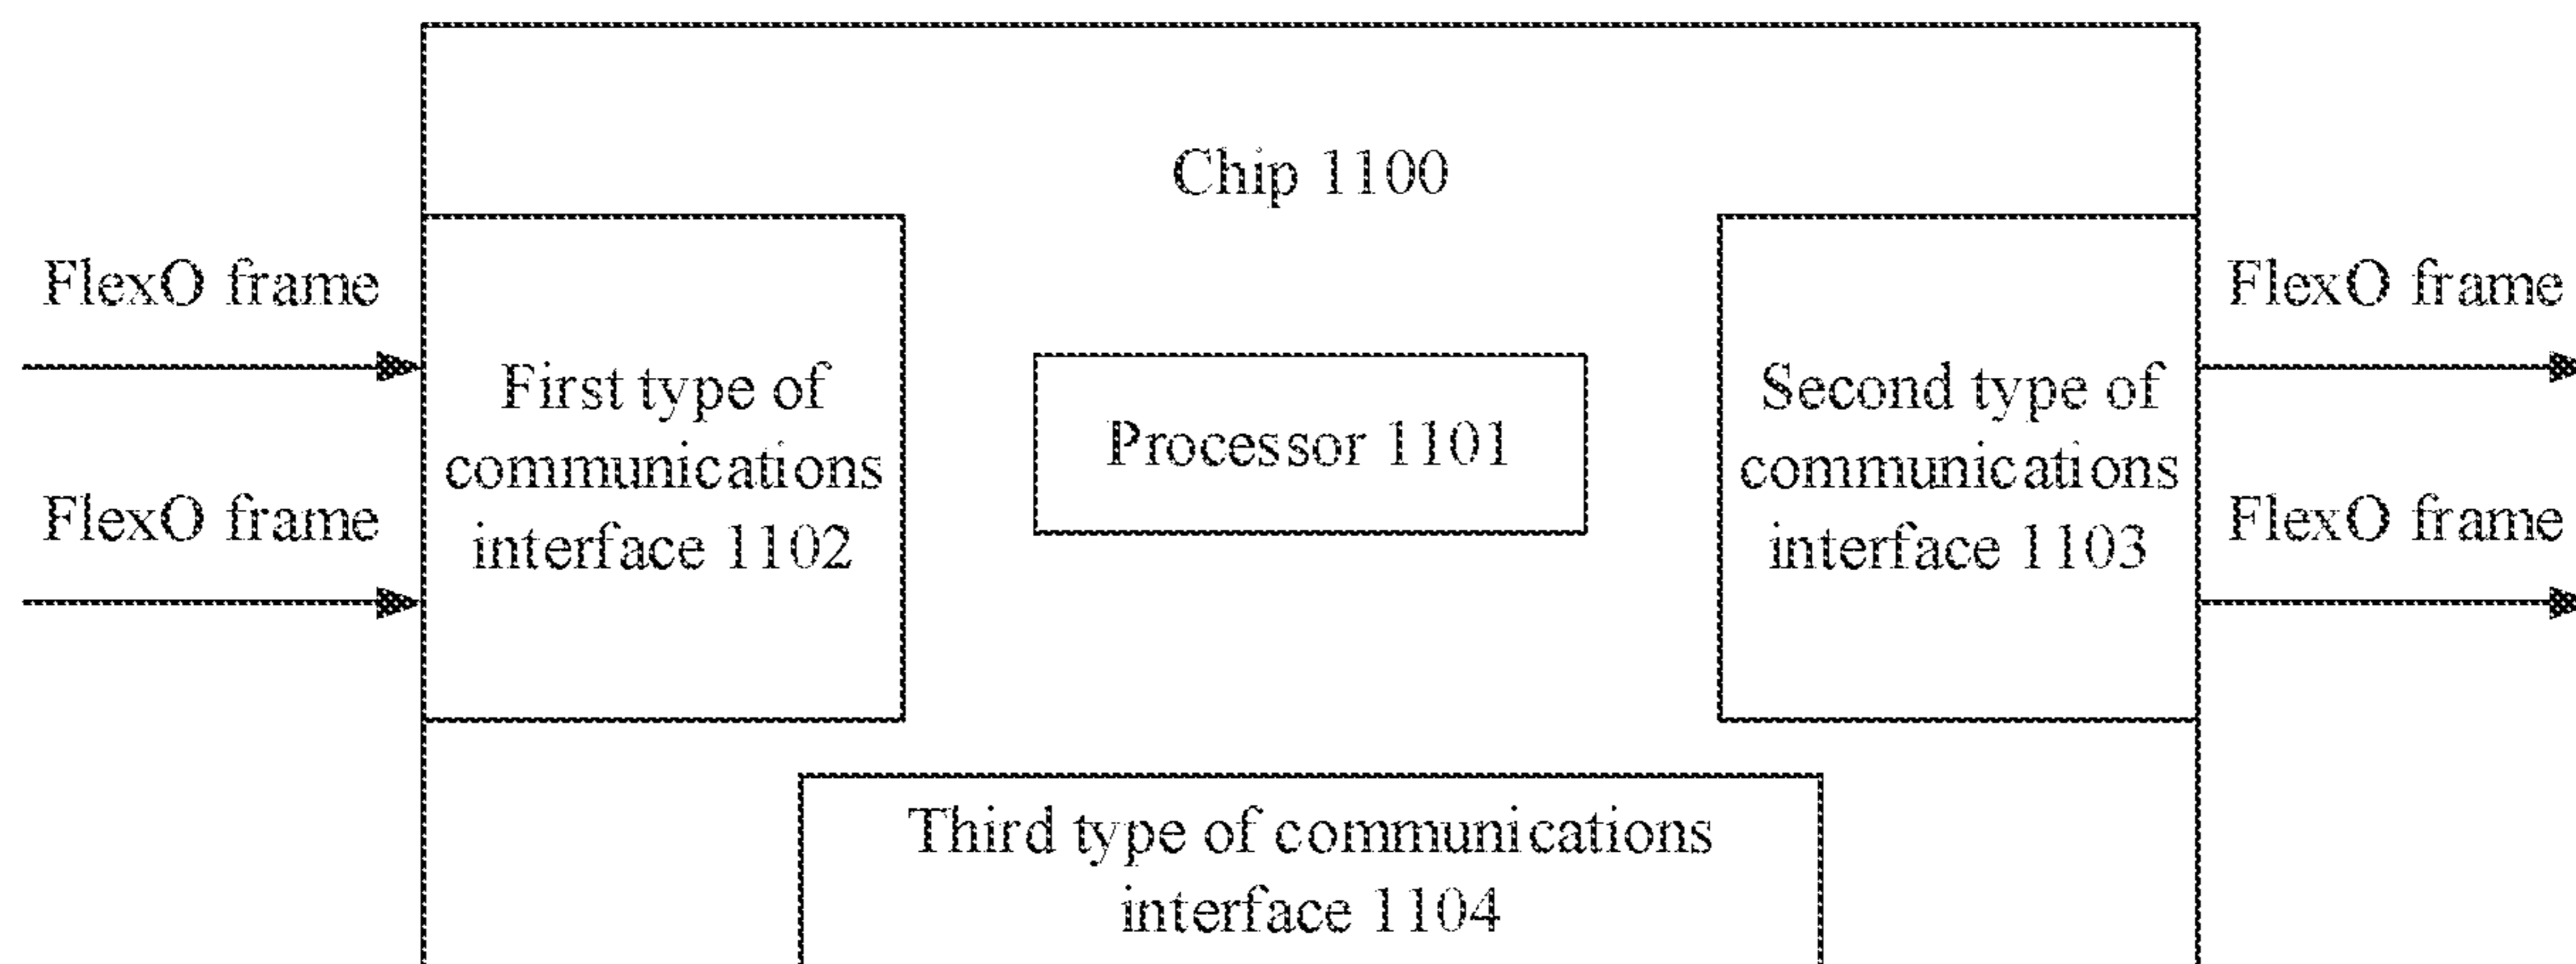 Chip 1100
FlexO frame
FlexO frame
First type of
communications
interface 1102
Processor 1101
Second type of
communications
interface 1103
FlexO frame
FlexO frame
Third type of communications
interface 1104